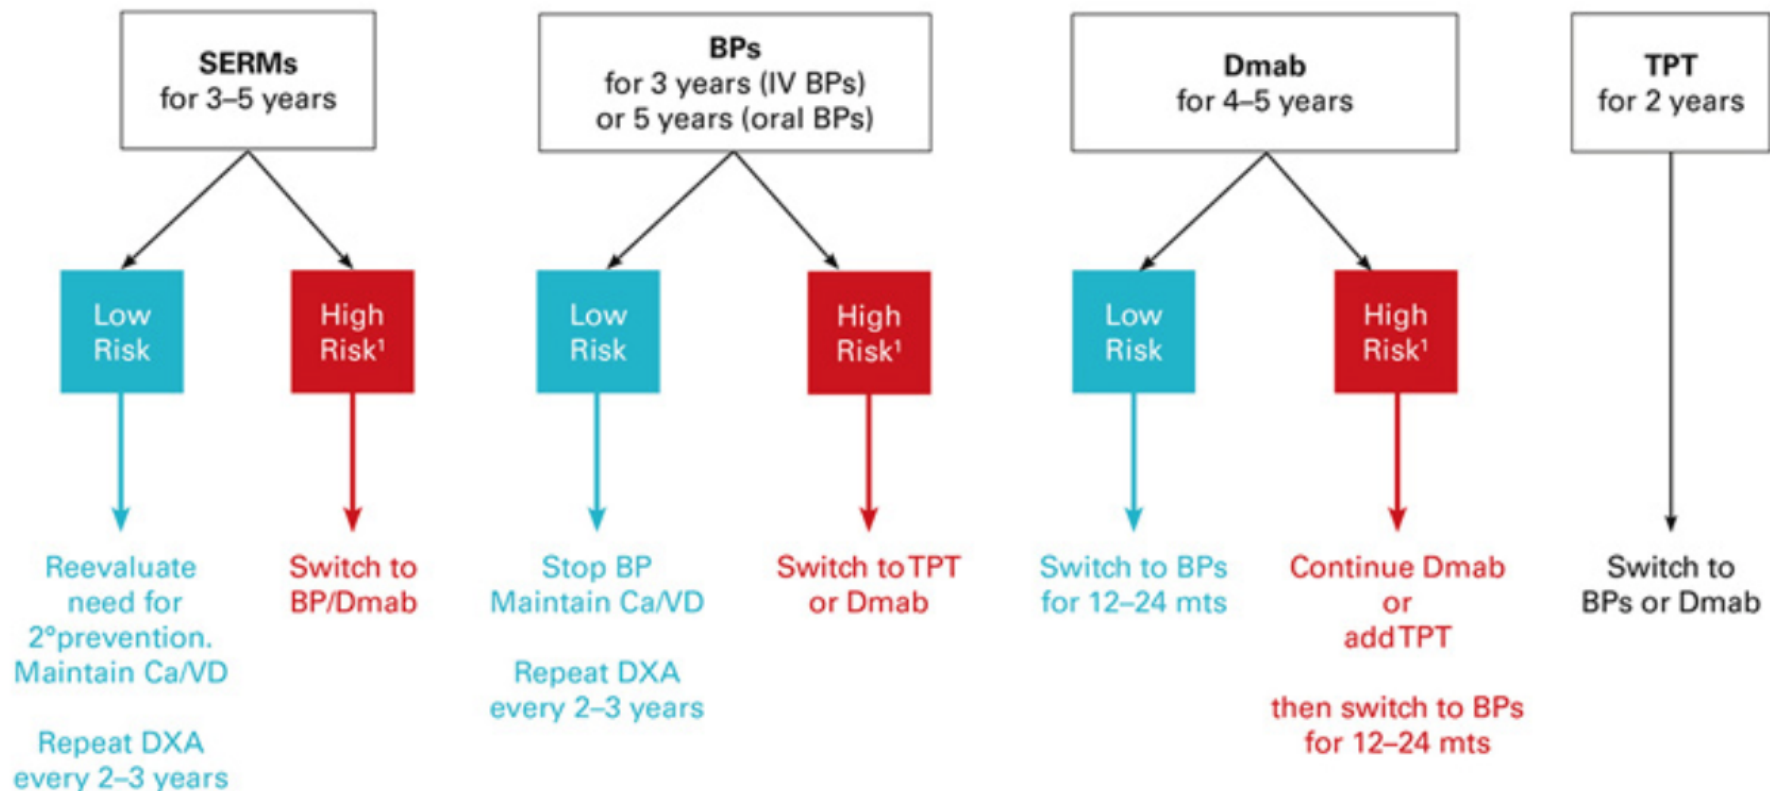 SERMs
for 3–5 years
BPs
for 3 years (IV BPs)
or 5 years (oral BPs)
Dmab
for 4–5 years
TPT
for 2 years
Low
Risk
High
Risk¹
Low
Risk
High
Risk¹
Low
Risk
High
Risk¹
Reevaluate
need for
2°prevention.
Maintain Ca/VD
Repeat DXA
every 2–3 years
Switch to
BP/Dmab
Stop BP
Maintain Ca/VD
Repeat DXA
every 2–3 years
Switch to TPT
or Dmab
Switch to BPs
for 12–24 mts
Continue Dmab
or
add TPT
then switch to BPs
for 12–24 mts
Switch to
BPs or Dmab